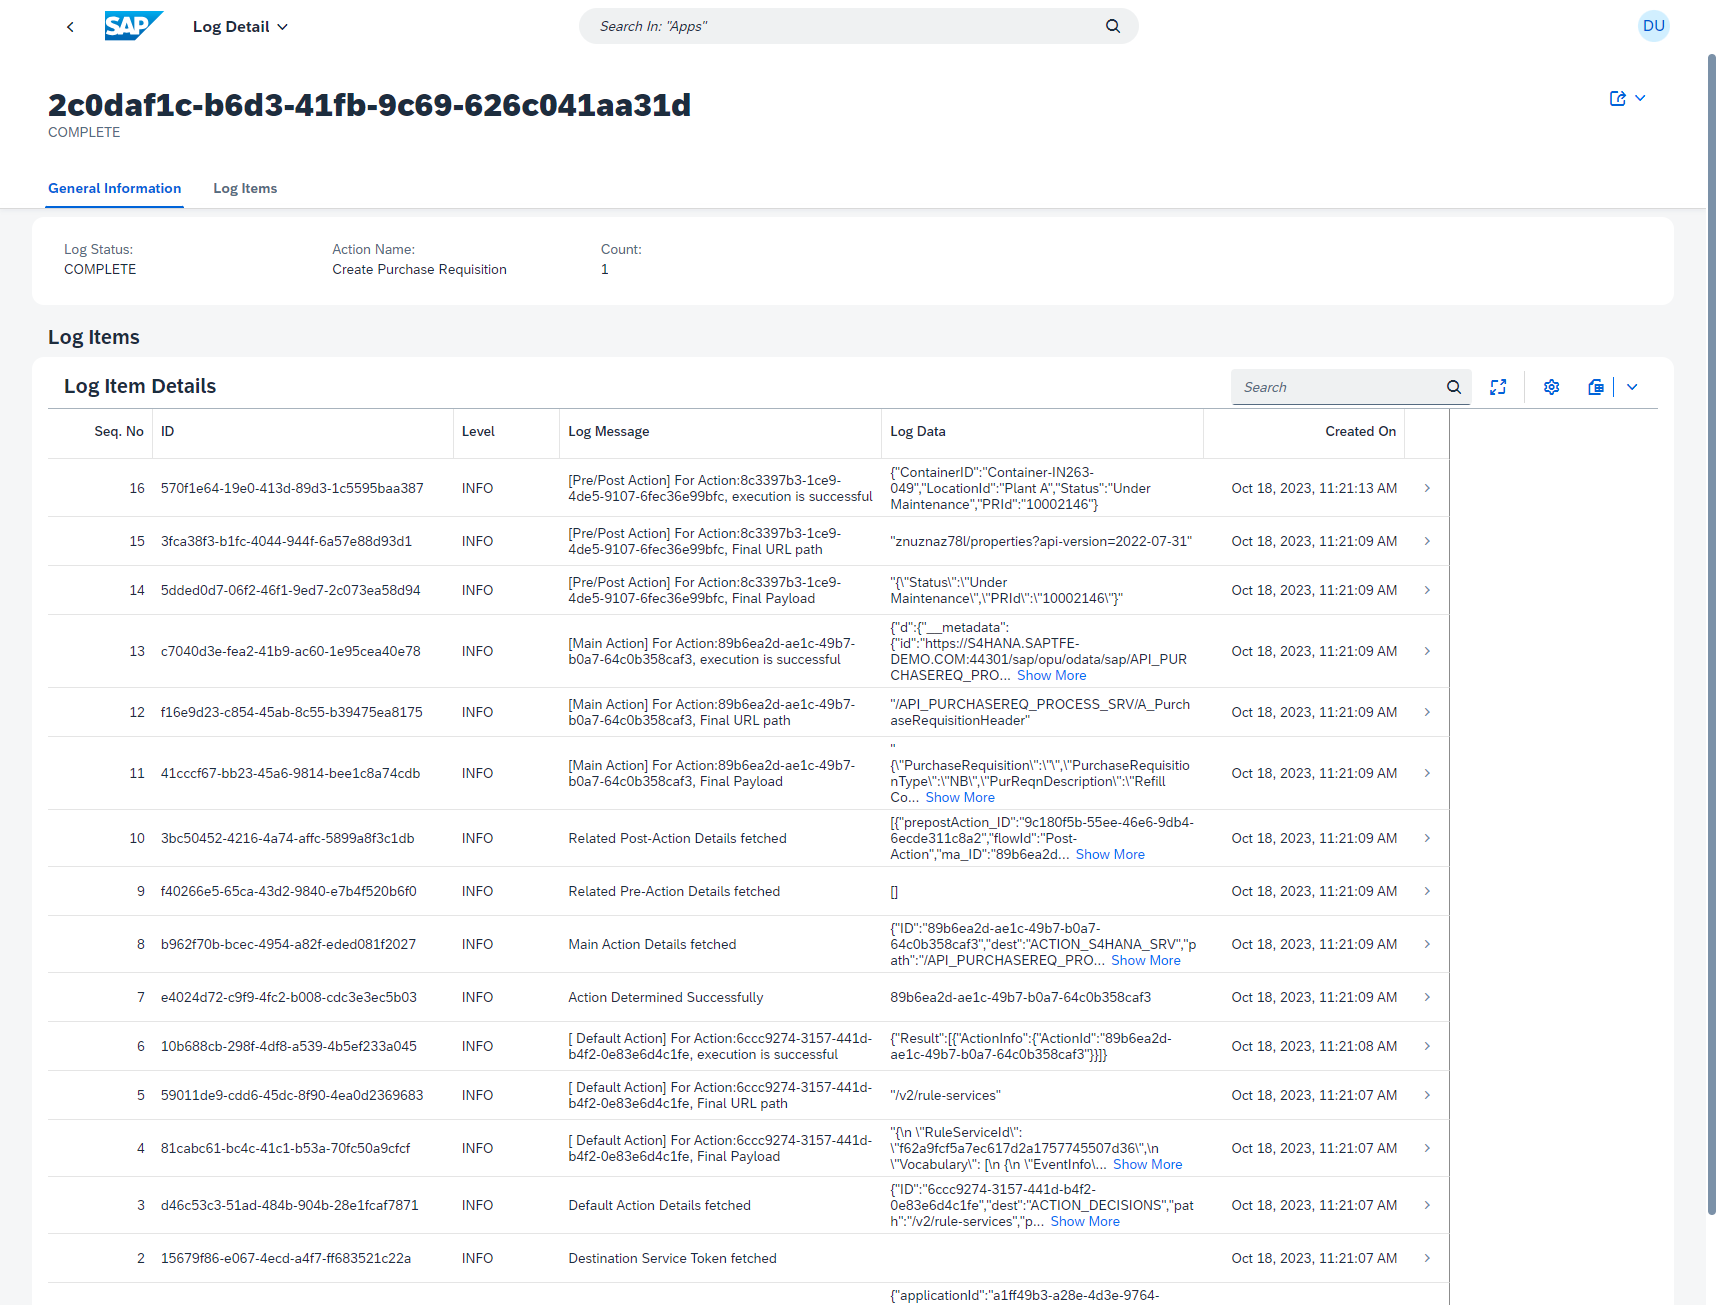 SAP
Log Detail
Search In: "Apps"
DU
2c0daf1c-b6d3-41fb-9c69-626c041aa31d
COMPLETE
General Information
Log Items
Log Status:
COMPLETE
Action Name:
Create Purchase Requisition
Count:
1
Log Items
Log Item Details
Search
Seq. No
ID
Level
Log Message
Log Data
Created On
16
570f1e64-19e0-413d-89d3-1c5595baa387
INFO
[Pre/Post Action] For Action:8c3397b3-1ce9-
4de5-9107-6fec36e99bfc, execution is successful
{"ContainerID":"Container-IN263-
049","LocationId":"Plant A","Status":"Under
Maintenance","PRId":"10002146"}
Oct 18, 2023, 11:21:13 AM
15
3fca38f3-b1fc-4044-944f-6a57e88d93d1
INFO
[Pre/Post Action] For Action:8c3397b3-1ce9-
4de5-9107-6fec36e99bfc, Final URL path
"znuznaz78l/properties?api-version=2022-07-31"
Oct 18, 2023, 11:21:09 AM
14
5dded0d7-06f2-46f1-9ed7-2c073ea58d94
INFO
[Pre/Post Action] For Action:8c3397b3-1ce9-
4de5-9107-6fec36e99bfc, Final Payload
"{\"Status\":\"Under
Maintenance\",\"PRId\":\"10002146\"}"
Oct 18, 2023, 11:21:09 AM
13
c7040d3e-fea2-41b9-ac60-1e95cea40e78
INFO
[Main Action] For Action:89b6ea2d-ae1c-49b7-
b0a7-64c0b358caf3, execution is successful
{"d":{"__metadata":
{"id":"https://S4HANA.SAPTFE-
DEMO.COM:44301/sap/opu/odata/sap/API_PUR
CHASEREQ_PRO... Show More
Oct 18, 2023, 11:21:09 AM
12
f16e9d23-c854-45ab-8c55-b39475ea8175
INFO
[Main Action] For Action:89b6ea2d-ae1c-49b7-
b0a7-64c0b358caf3, Final URL path
"/API_PURCHASEREQ_PROCESS_SRV/A_Purch
aseRequisitionHeader"
Oct 18, 2023, 11:21:09 AM
11
41cccf67-bb23-45a6-9814-bee1c8a74cdb
INFO
[Main Action] For Action:89b6ea2d-ae1c-49b7-
b0a7-64c0b358caf3, Final Payload
"
{\"PurchaseRequisition\":\"\",\"PurchaseRequisitio
nType\":\"NB\",\"PurReqnDescription\":\"Refill
Co... Show More
Oct 18, 2023, 11:21:09 AM
10
3bc50452-4216-4a74-affc-5899a8f3c1db
INFO
Related Post-Action Details fetched
[{"prepostAction_ID":"9c180f5b-55ee-46e6-9db4-
6ecde311c8a2","flowId":"Post-
Action","ma_ID":"89b6ea2d... Show More
Oct 18, 2023, 11:21:09 AM
9
f40266e5-65ca-43d2-9840-e7b4f520b6f0
INFO
Related Pre-Action Details fetched
[]
Oct 18, 2023, 11:21:09 AM
8
b962f70b-bcec-4954-a82f-eded081f2027
INFO
Main Action Details fetched
{"ID":"89b6ea2d-ae1c-49b7-b0a7-
64c0b358caf3","dest":"ACTION_S4HANA_SRV","p
ath":"/API_PURCHASEREQ_PRO... Show More
Oct 18, 2023, 11:21:09 AM
7
e4024d72-c9f9-4fc2-b008-cdc3e3ec5b03
INFO
Action Determined Successfully
89b6ea2d-ae1c-49b7-b0a7-64c0b358caf3
Oct 18, 2023, 11:21:09 AM
6
10b688cb-298f-4df8-a539-4b5ef233a045
INFO
[ Default Action] For Action:6ccc9274-3157-441d-
b4f2-0e83e6d4c1fe, execution is successful
{"Result":[{"ActionInfo":{"ActionId":"89b6ea2d-
ae1c-49b7-b0a7-64c0b358caf3"}}]}
Oct 18, 2023, 11:21:08 AM
5
59011de9-cdd6-45dc-8f90-4ea0d2369683
INFO
[ Default Action] For Action:6ccc9274-3157-441d-
b4f2-0e83e6d4c1fe, Final URL path
"/v2/rule-services"
Oct 18, 2023, 11:21:07 AM
4
81cabc61-bc4c-41c1-b53a-70fc50a9cfcf
INFO
[ Default Action] For Action:6ccc9274-3157-441d-
b4f2-0e83e6d4c1fe, Final Payload
"{\n \"RuleServiceId\":
\"f62a9fcf5a7ec617d2a1757745507d36\",\n
\"Vocabulary\": [\n {\n \"EventInfo\... Show More
Oct 18, 2023, 11:21:07 AM
3
d46c53c3-51ad-484b-904b-28e1fcaf7871
INFO
Default Action Details fetched
{"ID":"6ccc9274-3157-441d-b4f2-
0e83e6d4c1fe","dest":"ACTION_DECISIONS","pat
h":"/v2/rule-services","p... Show More
Oct 18, 2023, 11:21:07 AM
2
15679f86-e067-4ecd-a4f7-ff683521c22a
INFO
Destination Service Token fetched
Oct 18, 2023, 11:21:07 AM
{"applicationId":"a1ff49b3-a28e-4d3e-9764-